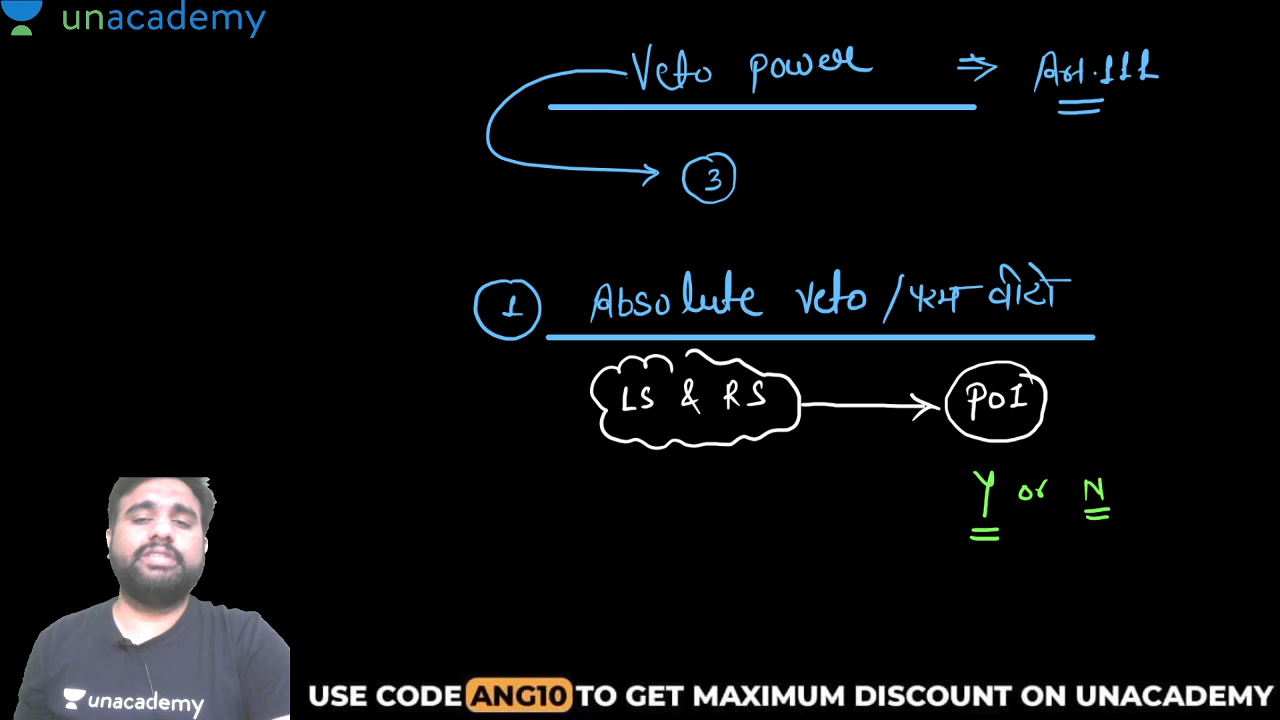 unacademy
Veto power ⇒ Art.111
3
1 Absolute veto / परम वीटो
LS & RS → POI
Y or N
unacademy
USE CODE ANG10 TO GET MAXIMUM DISCOUNT ON UNACADEMY